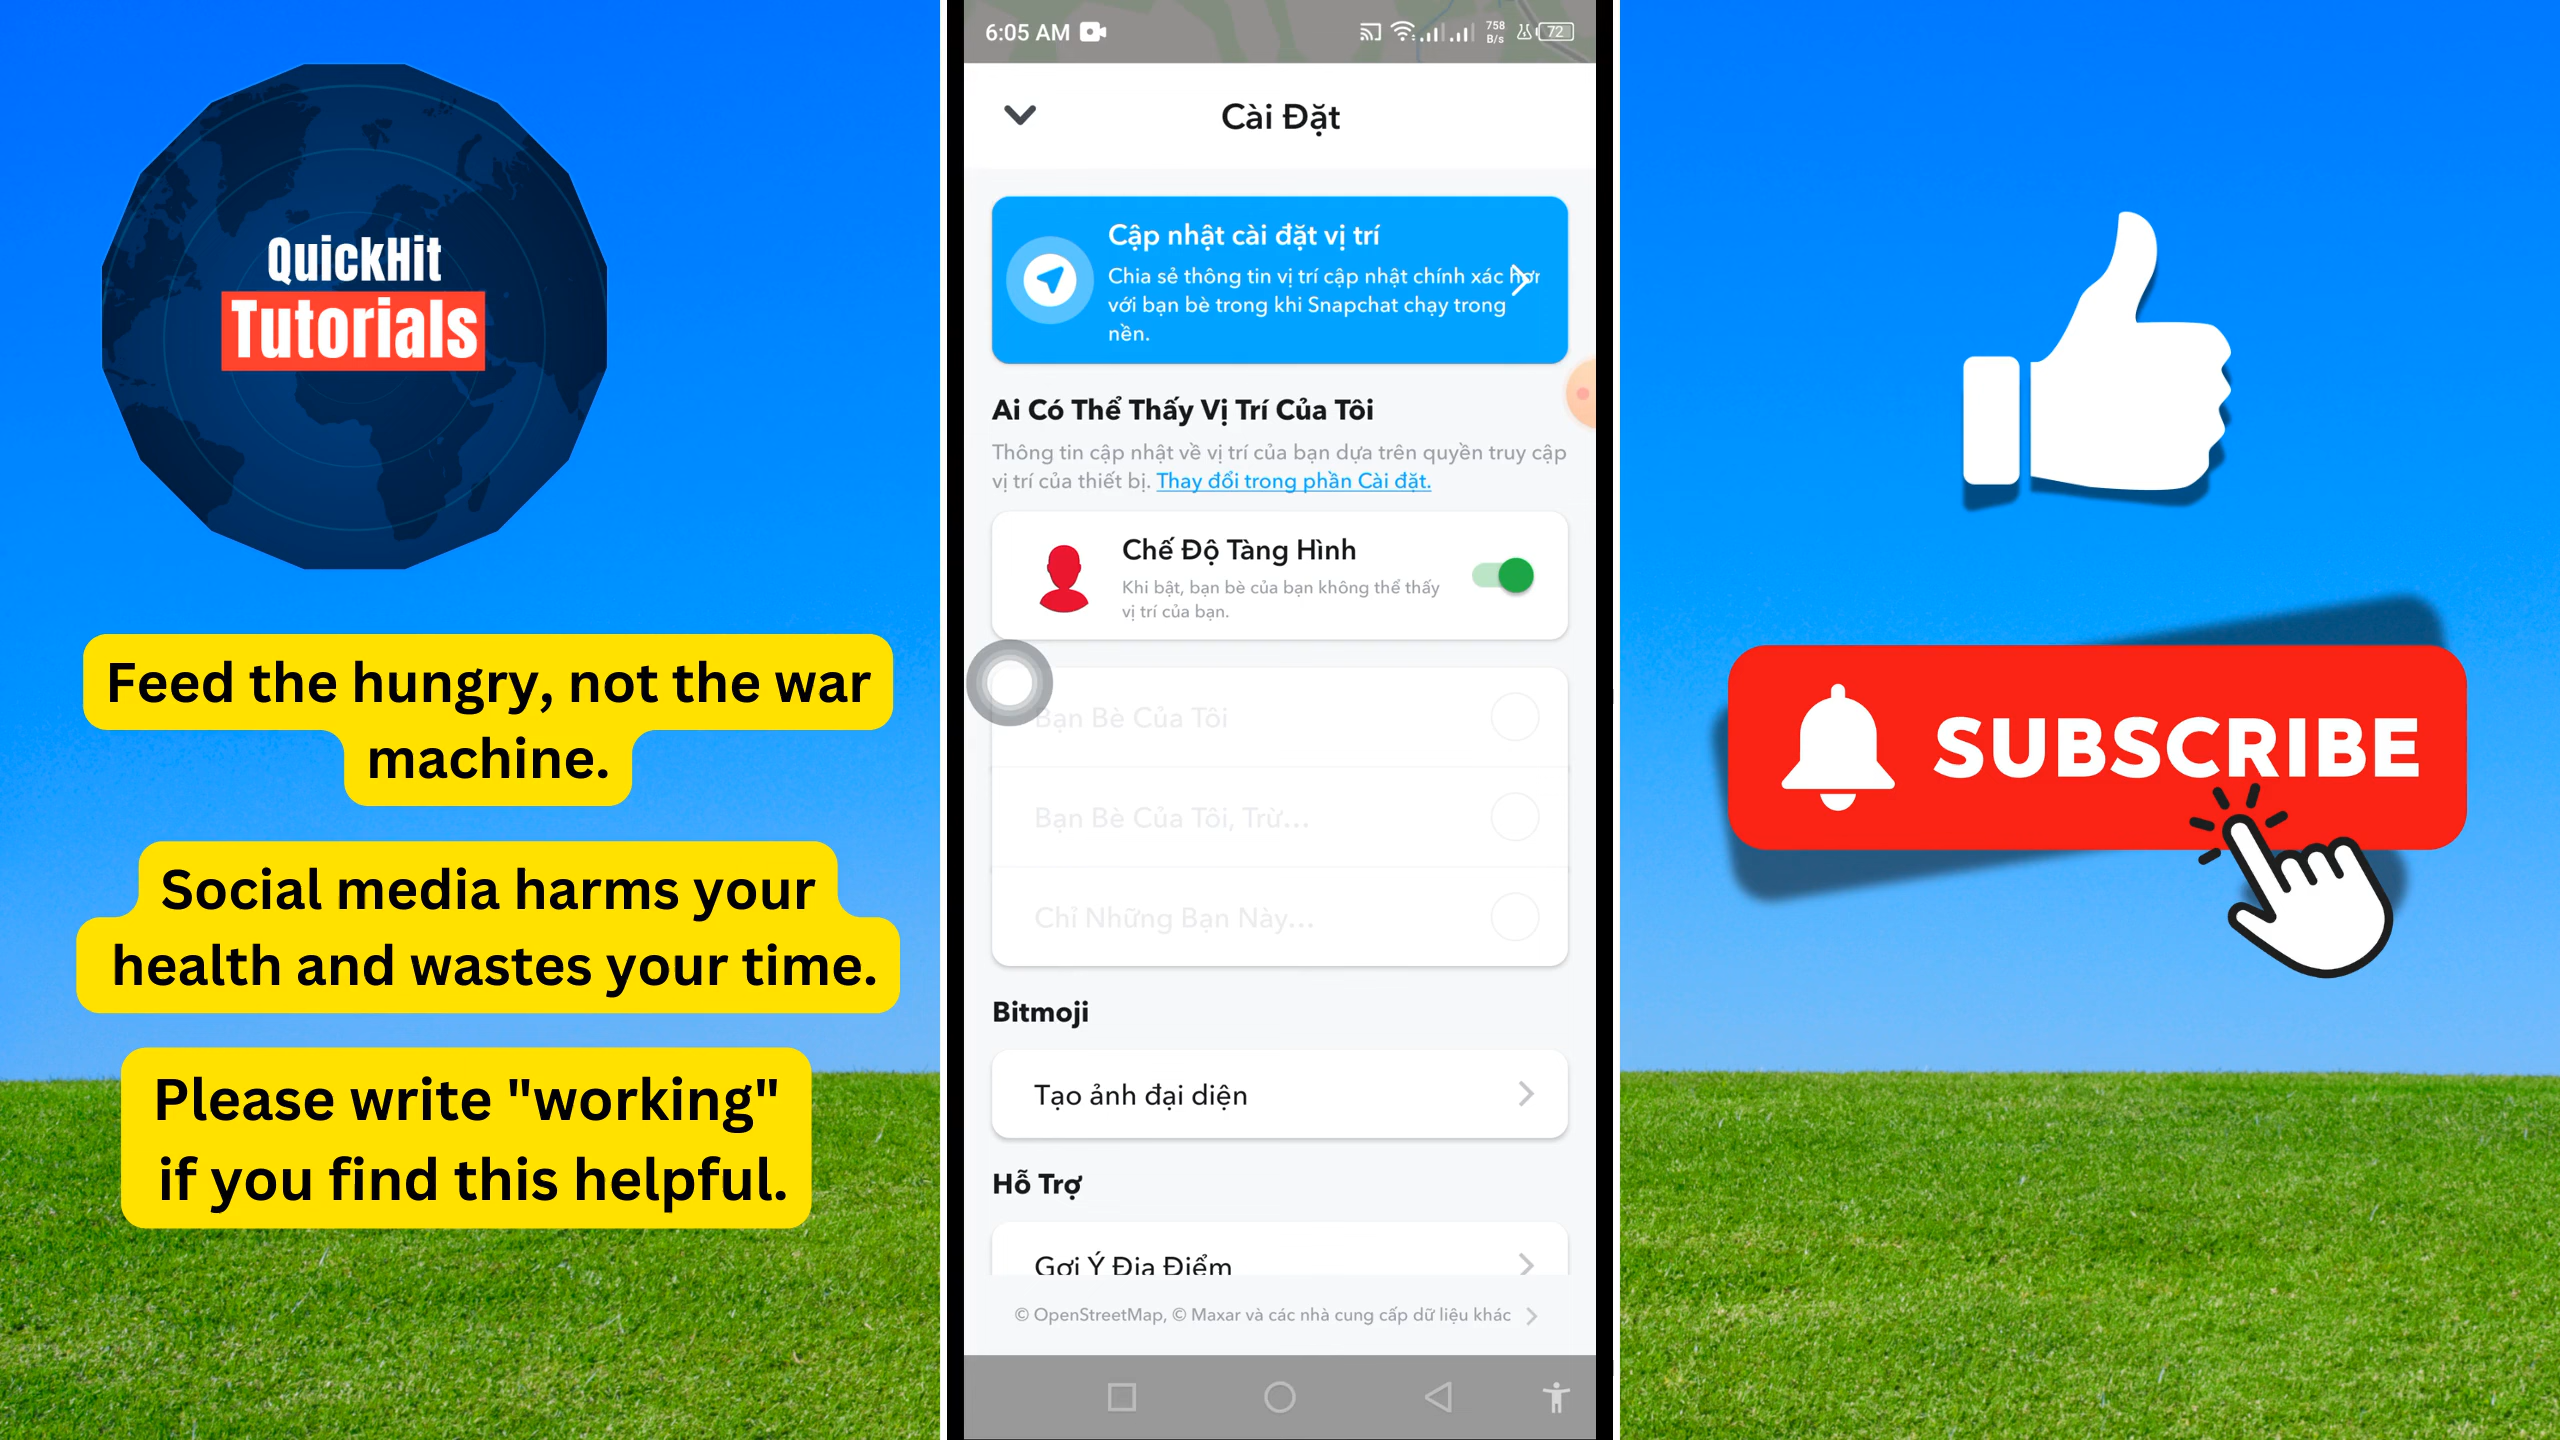 QuickHit
Tutorials
Feed the hungry, not the war
machine.
Social media harms your
health and wastes your time.
Please write "working"
if you find this helpful.
6:05 AM
758
B/s
72
Cài Đặt
Cập nhật cài đặt vị trí
Chia sẻ thông tin vị trí cập nhật chính xác hơn
với bạn bè trong khi Snapchat chạy trong
nền.
Ai Có Thể Thấy Vị Trí Của Tôi
Thông tin cập nhật về vị trí của bạn dựa trên quyền truy cập
vị trí của thiết bị. Thay đổi trong phần Cài đặt.
Chế Độ Tàng Hình
Khi bật, bạn bè của bạn không thể thấy
vị trí của bạn.
Bạn Bè Của Tôi
Bạn Bè Của Tôi, Trừ...
Chỉ Những Bạn Này...
Bitmoji
Tạo ảnh đại diện
Hỗ Trợ
Gợi Ý Địa Điểm
© OpenStreetMap, © Maxar và các nhà cung cấp dữ liệu khác
SUBSCRIBE